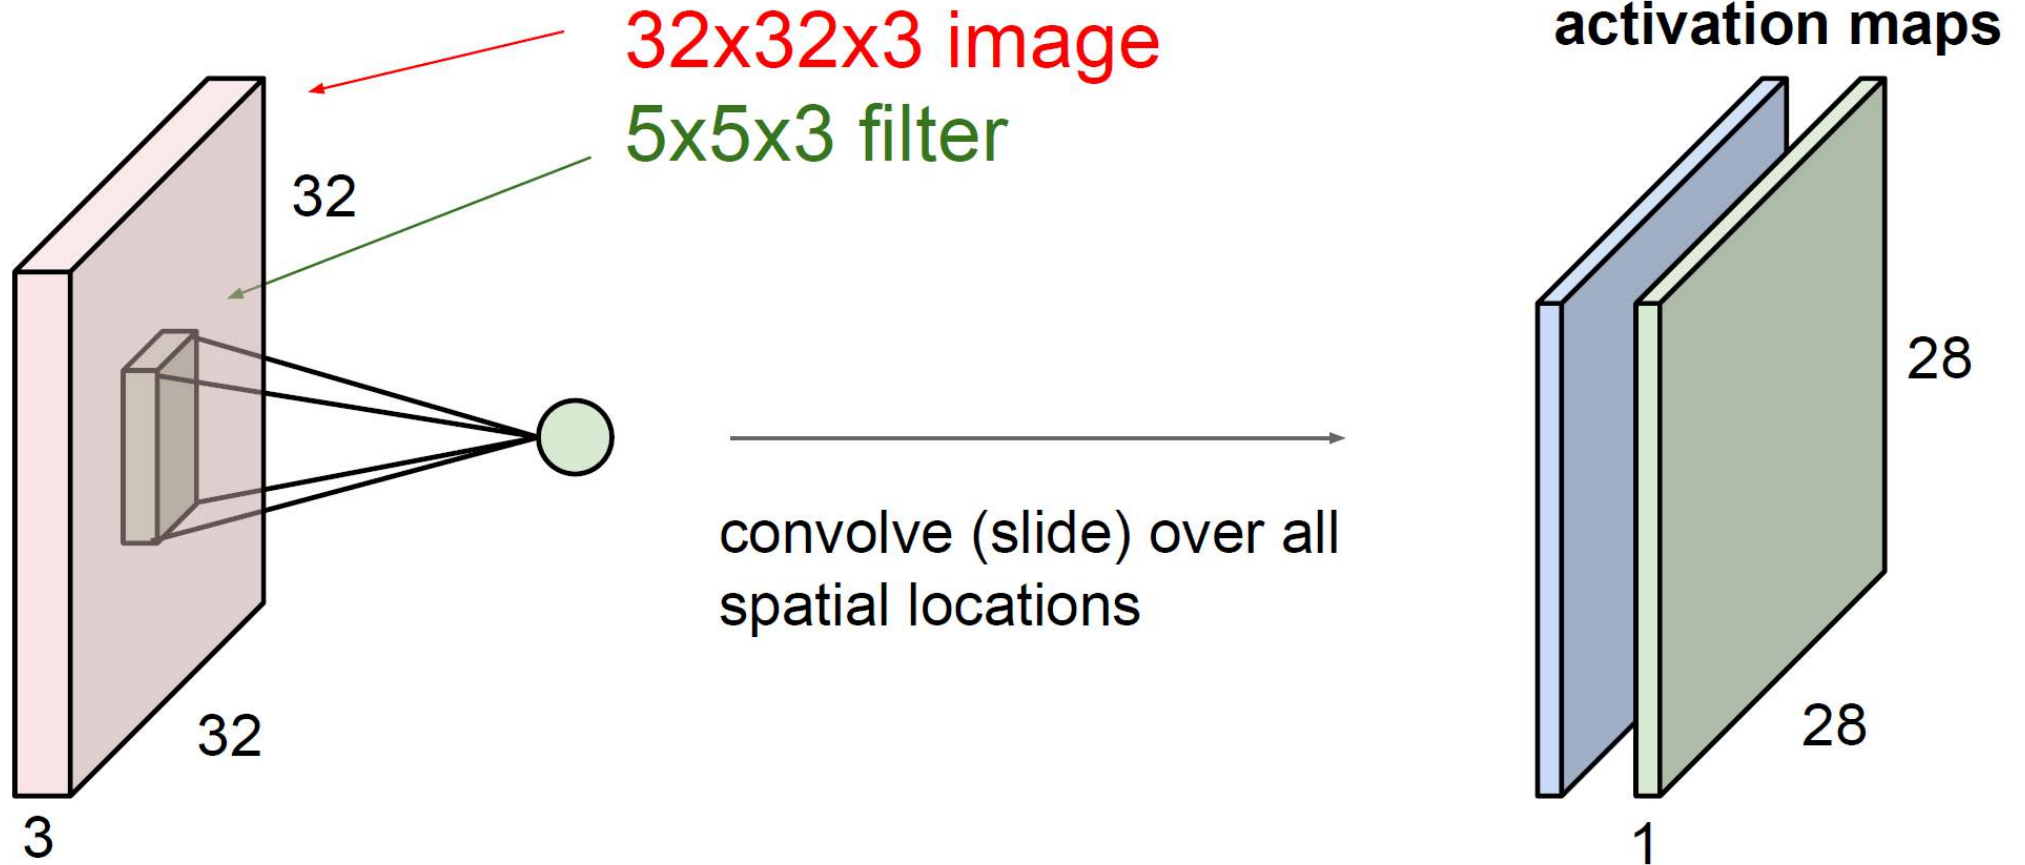 32x32x3 image
5x5x3 filter
32
32
3
convolve (slide) over all
spatial locations
activation maps
28
28
1